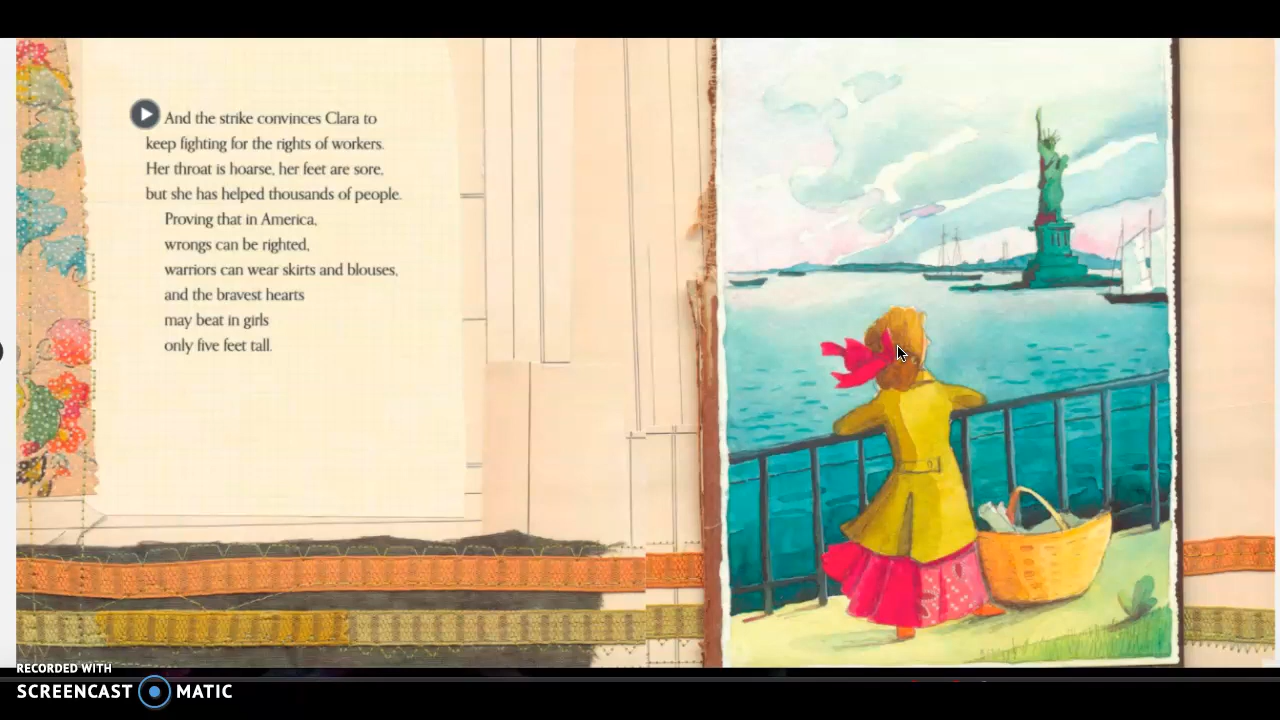 And the strike convinces Clara to
keep fighting for the rights of workers.
Her throat is hoarse, her feet are sore,
but she has helped thousands of people.
Proving that in America,
wrongs can be righted,
warriors can wear skirts and blouses,
and the bravest hearts
may beat in girls
only five feet tall.
RECORDED WITH
SCREENCAST MATIC